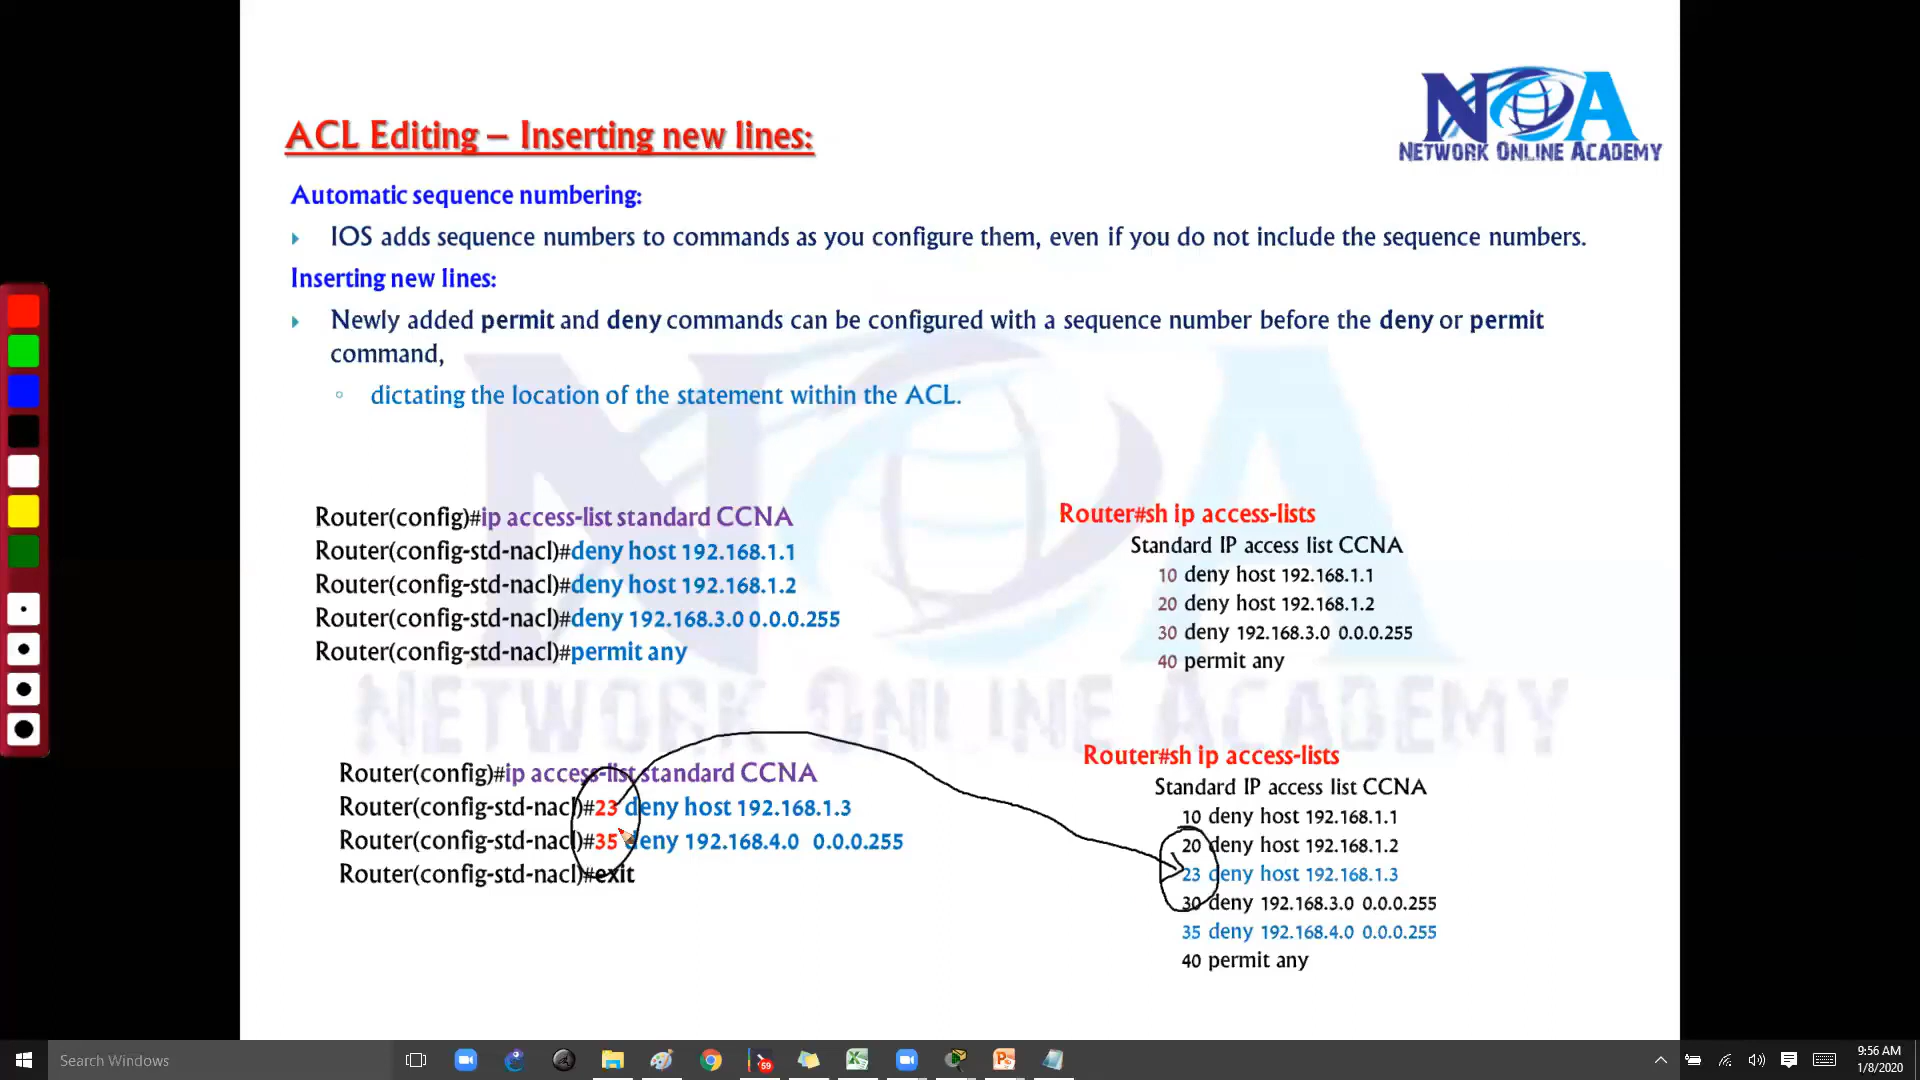 NOA
NETWORK ONLINE ACADEMY
ACL Editing – Inserting new lines:
Automatic sequence numbering:
IOS adds sequence numbers to commands as you configure them, even if you do not include the sequence numbers.
Inserting new lines:
Newly added permit and deny commands can be configured with a sequence number before the deny or permit
command,
dictating the location of the statement within the ACL.
Router(config)#ip access-list standard CCNA
Router(config-std-nacl)#deny host 192.168.1.1
Router(config-std-nacl)#deny host 192.168.1.2
Router(config-std-nacl)#deny 192.168.3.0 0.0.0.255
Router(config-std-nacl)#permit any
Router#sh ip access-lists
Standard IP access list CCNA
10 deny host 192.168.1.1
20 deny host 192.168.1.2
30 deny 192.168.3.0 0.0.0.255
40 permit any
NOA
NETWORK ONLINE ACADEMY
Router(config)#ip access-list standard CCNA
Router(config-std-nacl)#23 deny host 192.168.1.3
Router(config-std-nacl)#35 deny 192.168.4.0 0.0.0.255
Router(config-std-nacl)#exit
Router#sh ip access-lists
Standard IP access list CCNA
10 deny host 192.168.1.1
20 deny host 192.168.1.2
23 deny host 192.168.1.3
30 deny 192.168.3.0 0.0.0.255
35 deny 192.168.4.0 0.0.0.255
40 permit any
Search Windows
59
9:56 AM
1/8/2020